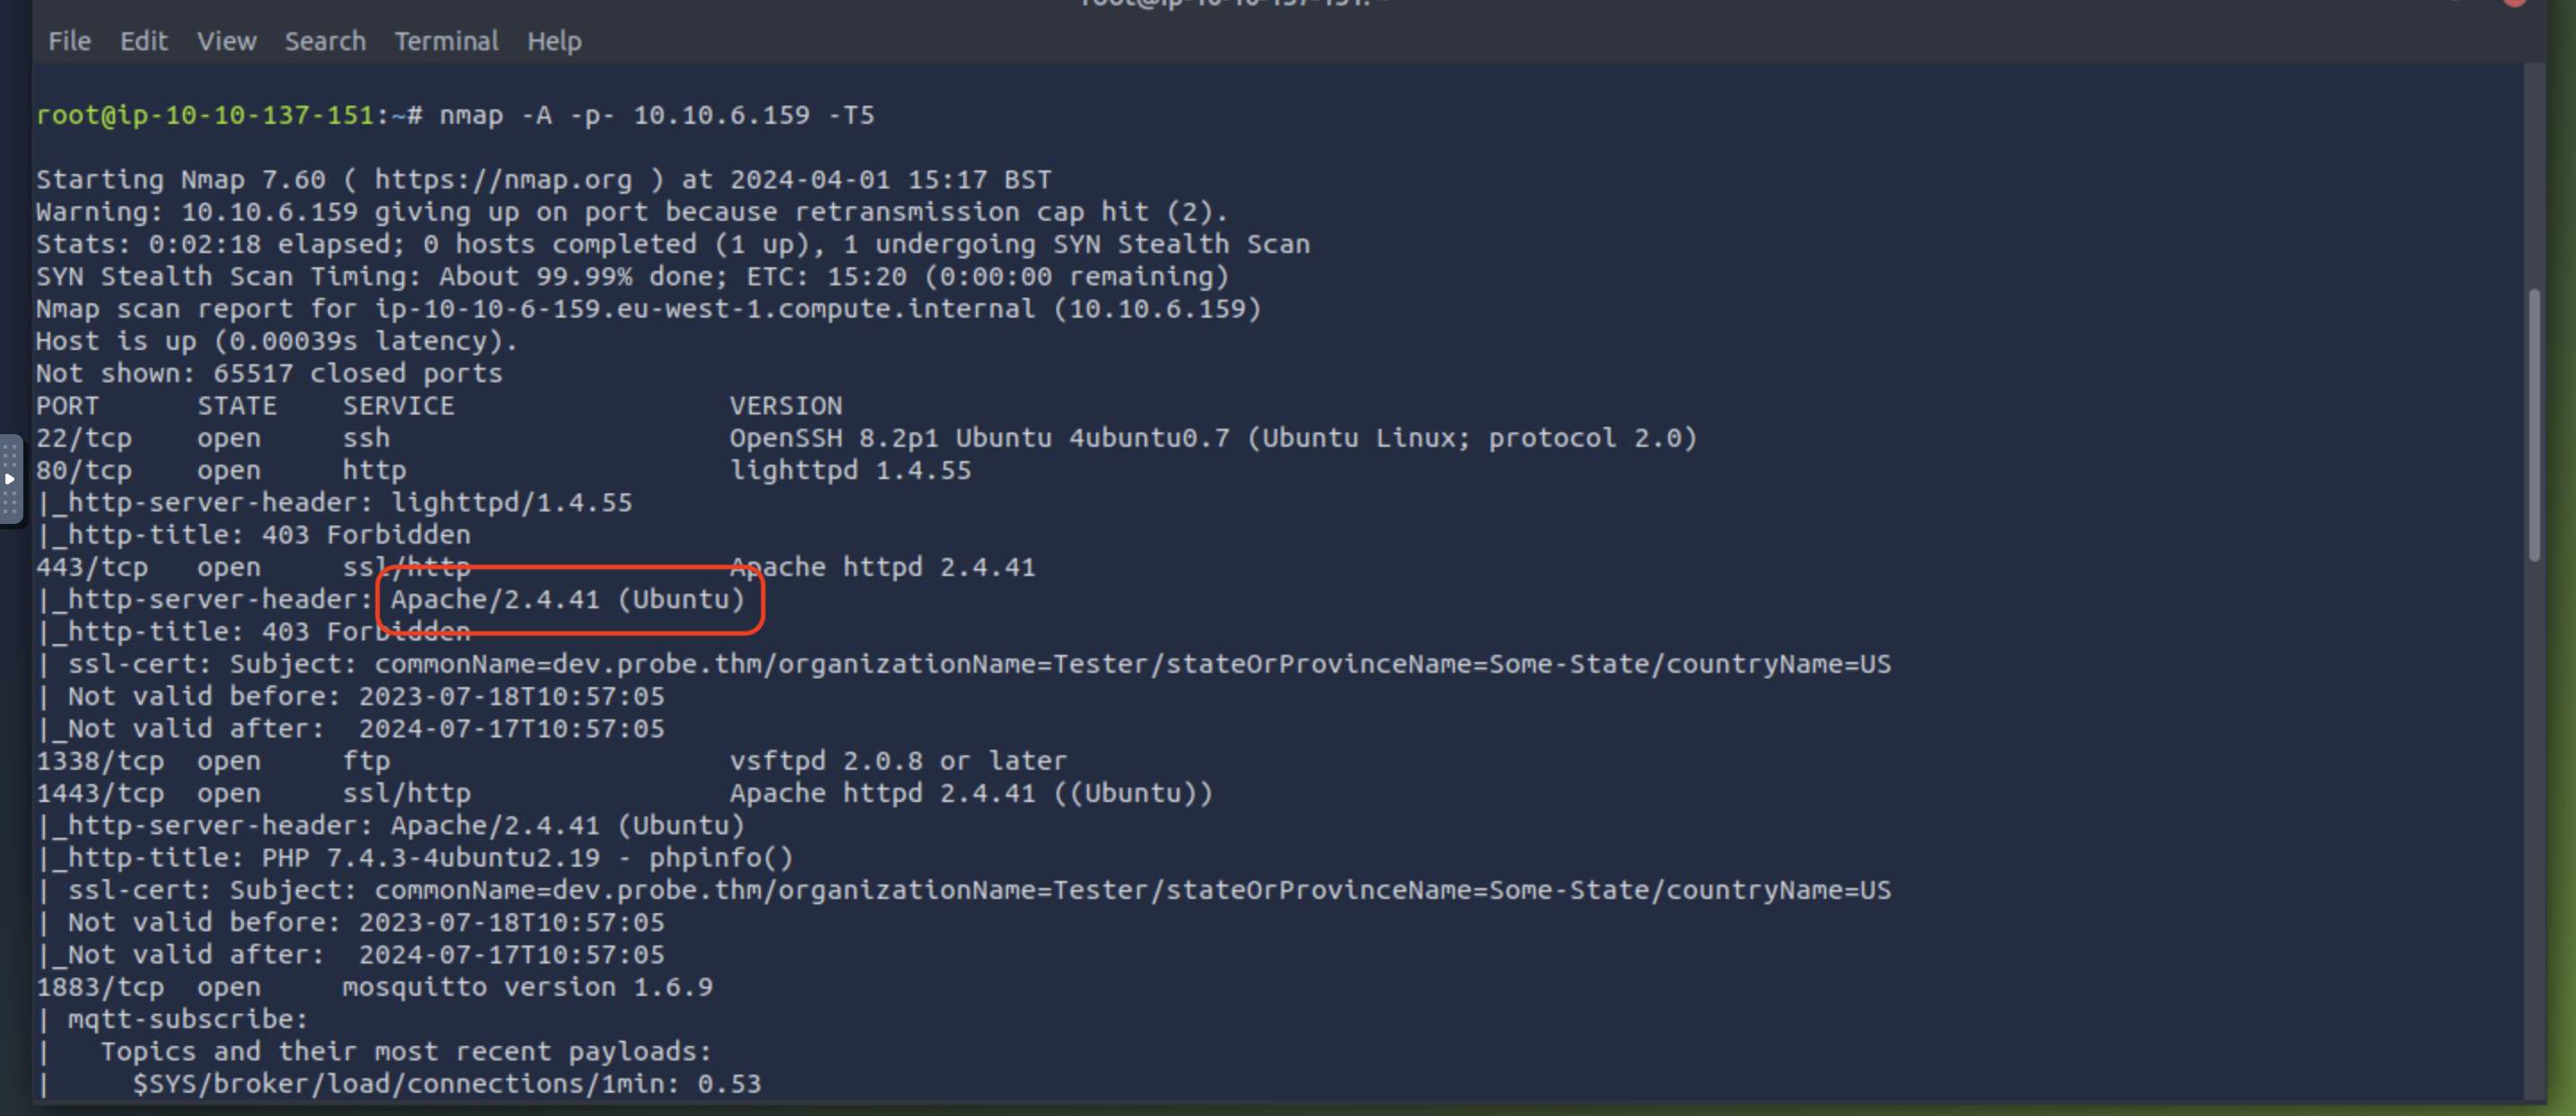 File Edit View Search Terminal Help
root@ip-10-10-137-151:~# nmap -A -p- 10.10.6.159 -T5
Starting Nmap 7.60 ( https://nmap.org ) at 2024-04-01 15:17 BST
Warning: 10.10.6.159 giving up on port because retransmission cap hit (2).
Stats: 0:02:18 elapsed; 0 hosts completed (1 up), 1 undergoing SYN Stealth Scan
SYN Stealth Scan Timing: About 99.99% done; ETC: 15:20 (0:00:00 remaining)
Nmap scan report for ip-10-10-6-159.eu-west-1.compute.internal (10.10.6.159)
Host is up (0.00039s latency).
Not shown: 65517 closed ports
PORT     STATE    SERVICE                 VERSION
22/tcp    open     ssh                     OpenSSH 8.2p1 Ubuntu 4ubuntu0.7 (Ubuntu Linux; protocol 2.0)
80/tcp    open     http                    lighttpd 1.4.55
|_http-server-header: lighttpd/1.4.55
|_http-title: 403 Forbidden
443/tcp   open     ssl/http                Apache httpd 2.4.41
|_http-server-header: Apache/2.4.41 (Ubuntu)
|_http-title: 403 Forbidden
| ssl-cert: Subject: commonName=dev.probe.thm/organizationName=Tester/stateOrProvinceName=Some-State/countryName=US
| Not valid before: 2023-07-18T10:57:05
|_Not valid after:  2024-07-17T10:57:05
1338/tcp  open     ftp                     vsftpd 2.0.8 or later
1443/tcp  open     ssl/http                Apache httpd 2.4.41 ((Ubuntu))
|_http-server-header: Apache/2.4.41 (Ubuntu)
|_http-title: PHP 7.4.3-4ubuntu2.19 - phpinfo()
| ssl-cert: Subject: commonName=dev.probe.thm/organizationName=Tester/stateOrProvinceName=Some-State/countryName=US
| Not valid before: 2023-07-18T10:57:05
|_Not valid after:  2024-07-17T10:57:05
1883/tcp  open     mosquitto version 1.6.9
| mqtt-subscribe:
|   Topics and their most recent payloads:
|     $SYS/broker/load/connections/1min: 0.53